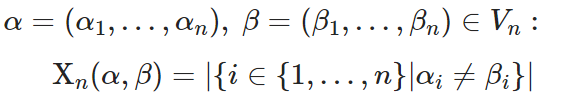 α = (α₁, . . . , αₙ), β = (β₁, . . . , βₙ) ∈ Vₙ :
Xₙ(α, β) = |{i ∈ {1, . . . , n}|αᵢ ≠ βᵢ}|